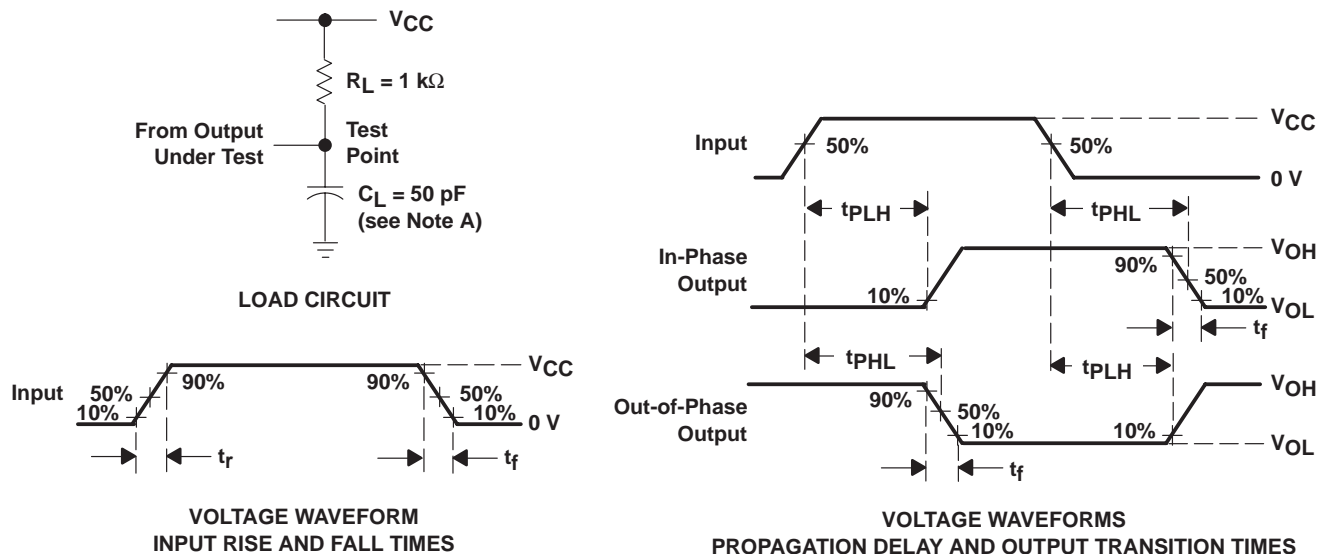 VCC
RL = 1 kΩ
From Output
Under Test
Test
Point
CL = 50 pF
(see Note A)
LOAD CIRCUIT
Input
50%
10%
90%
90%
VCC
50%
10%
0 V
tr
tf
VOLTAGE WAVEFORM
INPUT RISE AND FALL TIMES
Input
50%
50%
VCC
0 V
tPLH
tPHL
In-Phase
Output
10%
90%
VOH
50%
10%
VOL
tf
tPHL
tPLH
Out-of-Phase
Output
90%
50%
10%
10%
VOH
VOL
tf
VOLTAGE WAVEFORMS
PROPAGATION DELAY AND OUTPUT TRANSITION TIMES